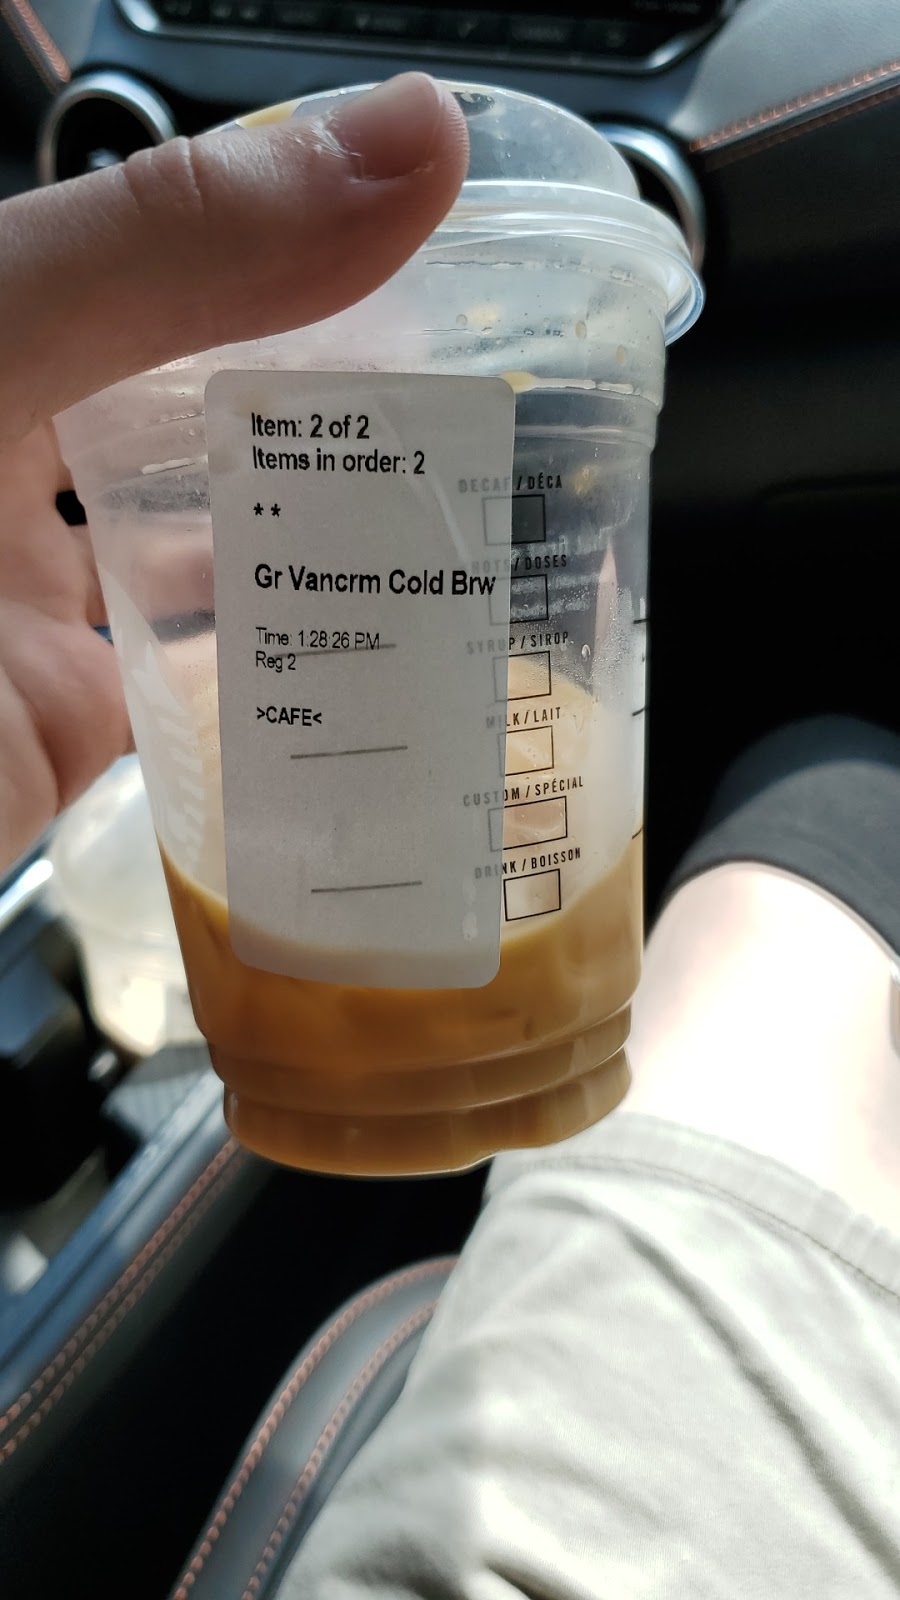 Item: 2 of 2
Items in order: 2
* *
Gr Vancrm Cold Brw
Time: 1:28:26 PM
Reg 2
>CAFE<
DECAF / DÉCA
SHOTS / DOSES
SYRUP / SIROP
MILK / LAIT
CUSTOM / SPÉCIAL
DRINK / BOISSON